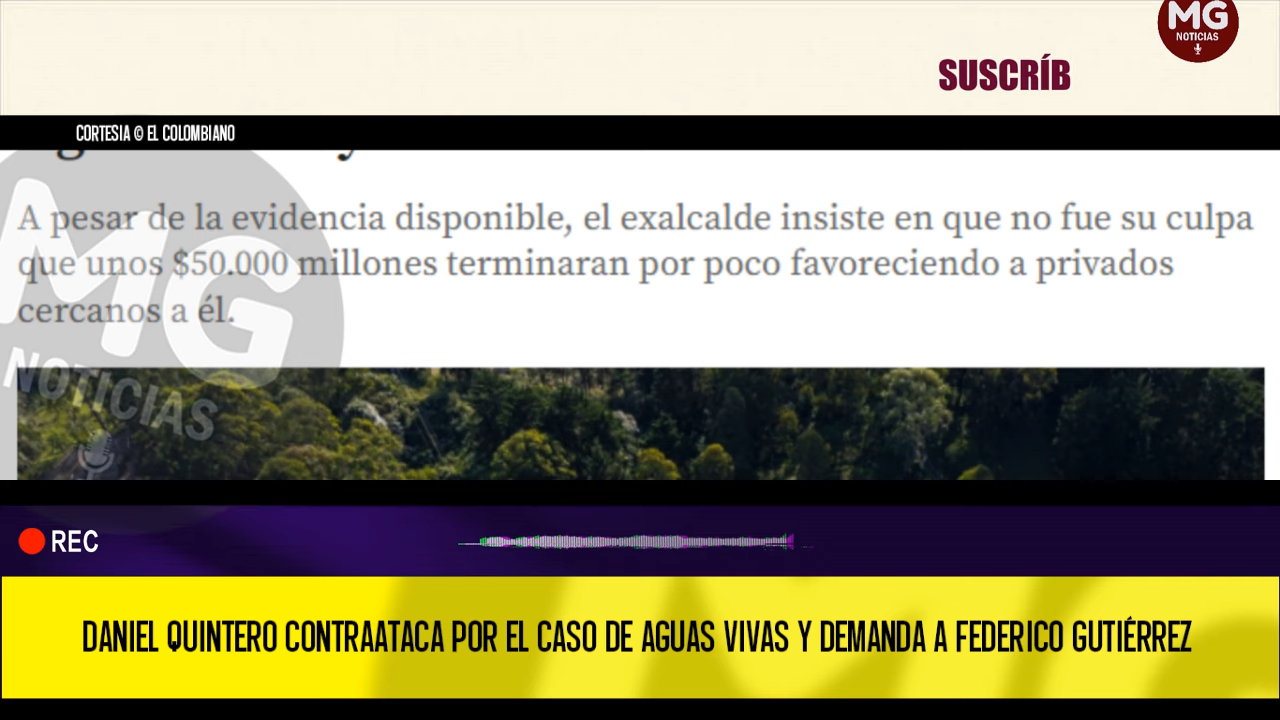 MG
NOTICIAS
SUSCRÍB
CORTESIA © EL COLOMBIANO
A pesar de la evidencia disponible, el exalcalde insiste en que no fue su culpa
que unos $50.000 millones terminaran por poco favoreciendo a privados
cercanos a él.
MG
NOTICIAS
REC
DANIEL QUINTERO CONTRAATACA POR EL CASO DE AGUAS VIVAS Y DEMANDA A FEDERICO GUTIÉRREZ